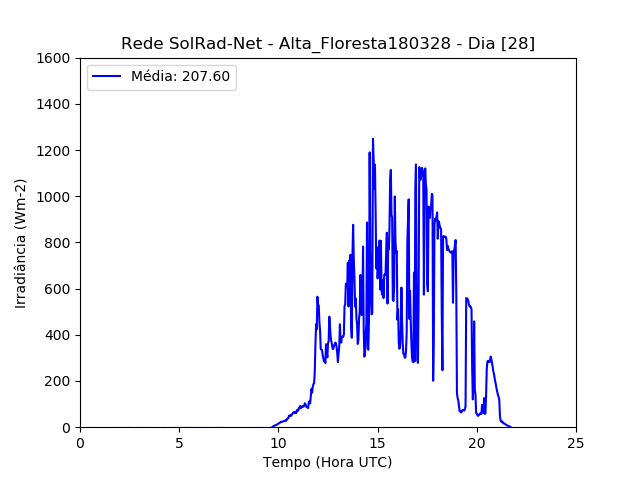 Rede SolRad-Net - Alta_Floresta180328 - Dia [28]
Média: 207.60
1600
1400
1200
1000
800
600
400
200
0
Irradiância (Wm-2)
0 5 10 15 20 25
Tempo (Hora UTC)